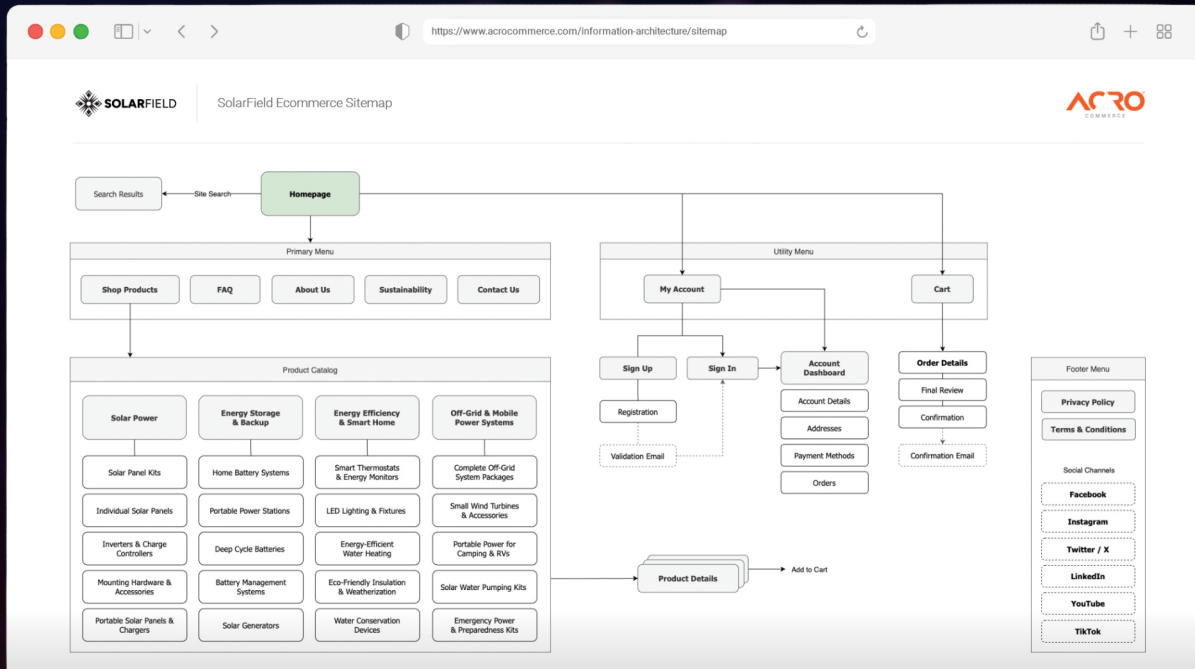 https://www.acrocommerce.com/information-architecture/sitemap
SOLARFIELD
SolarField Ecommerce Sitemap
ACRO
COMMERCE
Search Results
Site Search
Homepage
Primary Menu
Shop Products
FAQ
About Us
Sustainability
Contact Us
Utility Menu
My Account
Cart
Product Catalog
Solar Power
Solar Panel Kits
Individual Solar Panels
Inverters & Charge
Controllers
Mounting Hardware &
Accessories
Portable Solar Panels &
Chargers
Energy Storage
& Backup
Home Battery Systems
Portable Power Stations
Deep Cycle Batteries
Battery Management
Systems
Solar Generators
Energy Efficiency
& Smart Home
Smart Thermostats
& Energy Monitors
LED Lighting & Fixtures
Energy-Efficient
Water Heating
Eco-Friendly Insulation
& Weatherization
Water Conservation
Devices
Off-Grid & Mobile
Power Systems
Complete Off-Grid
System Packages
Small Wind Turbines
& Accessories
Portable Power for
Camping & RVs
Solar Water Pumping Kits
Emergency Power
& Preparedness Kits
Sign Up
Registration
Validation Email
Sign In
Account
Dashboard
Account Details
Addresses
Payment Methods
Orders
Order Details
Final Review
Confirmation
Confirmation Email
Product Details
Add to Cart
Footer Menu
Privacy Policy
Terms & Conditions
Social Channels
Facebook
Instagram
Twitter / X
LinkedIn
YouTube
TikTok